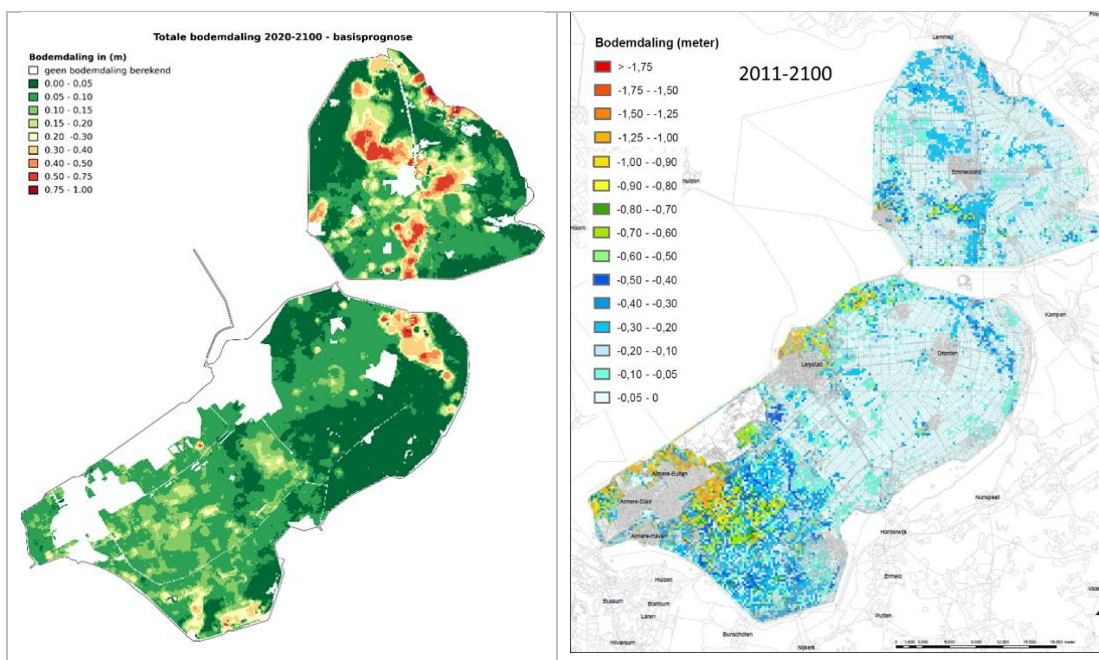 Totale bodemdaling 2020-2100 - basisprognose
Bodemdaling in (m)
geen bodemdaling berekend
0.00 - 0.05
0.05 - 0.10
0.10 - 0.15
0.15 - 0.20
0.20 -0.30
0.30 - 0.40
0.40 - 0.50
0.50 - 0.75
0.75 - 1.00
Bodemdaling (meter)
2011-2100
> -1,75
-1,75 - -1,50
-1,50 - -1,25
-1,25 - -1,00
-1,00 - -0,90
-0,90 - -0,80
-0,80 - -0,70
-0,70 - -0,60
-0,60 - -0,50
-0,50 - -0,40
-0,40 - -0,30
-0,30 - -0,20
-0,20 - -0,10
-0,10 - -0,05
-0,05 - 0
Lemmer
huizen
Hoorn
Emmeloord
Kampen
Dronten
Lelystad
Almere-Buiten
Almere-Stad
Almere-Haven
Nunspeet
Harderwijk
Ermelo
Putten
Huizen
Bussum
Blaricum
Laren
Hilversum
Bunschoten
Nijkerk